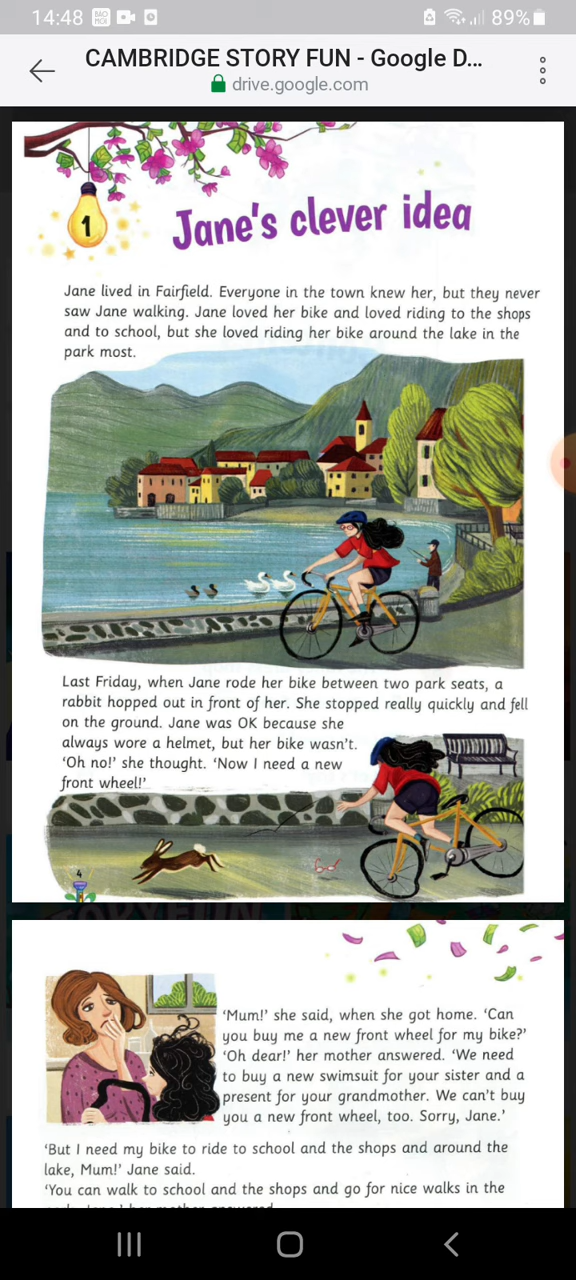 14:48
BÁO MỚI
89%
CAMBRIDGE STORY FUN - Google D...
drive.google.com
1
Jane's clever idea
Jane lived in Fairfield. Everyone in the town knew her, but they never
saw Jane walking. Jane loved her bike and loved riding to the shops
and to school, but she loved riding her bike around the lake in the
park most.
Last Friday, when Jane rode her bike between two park seats, a
rabbit hopped out in front of her. She stopped really quickly and fell
on the ground. Jane was OK because she
always wore a helmet, but her bike wasn't.
‘Oh no!’ she thought. ‘Now I need a new
front wheel!’
4
‘Mum!’ she said, when she got home. ‘Can
you buy me a new front wheel for my bike?’
‘Oh dear!’ her mother answered. ‘We need
to buy a new swimsuit for your sister and a
present for your grandmother. We can't buy
you a new front wheel, too. Sorry, Jane.’
‘But I need my bike to ride to school and the shops and around the
lake, Mum!’ Jane said.
‘You can walk to school and the shops and go for nice walks in the